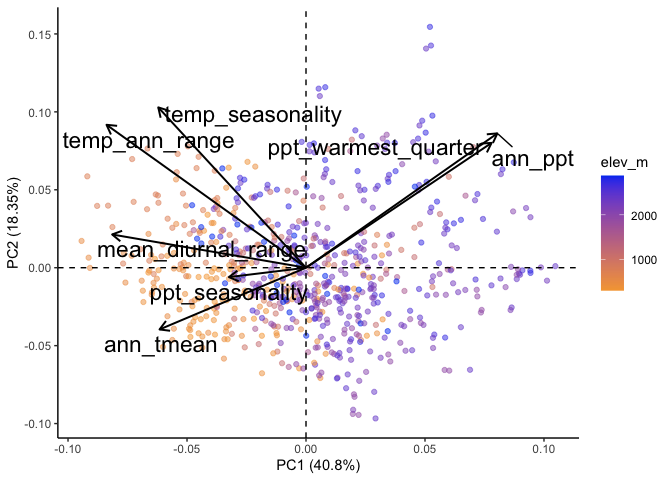 0.15
0.10
0.05
0.00
-0.05
-0.10
PC2 (18.35%)
temp_seasonality
temp_ann_range
ppt_warmest_quarter
ann_ppt
mean_diurnal_range
ppt_seasonality
ann_tmean
elev_m
2000
1000
-0.10
-0.05
0.00
0.05
0.10
PC1 (40.8%)